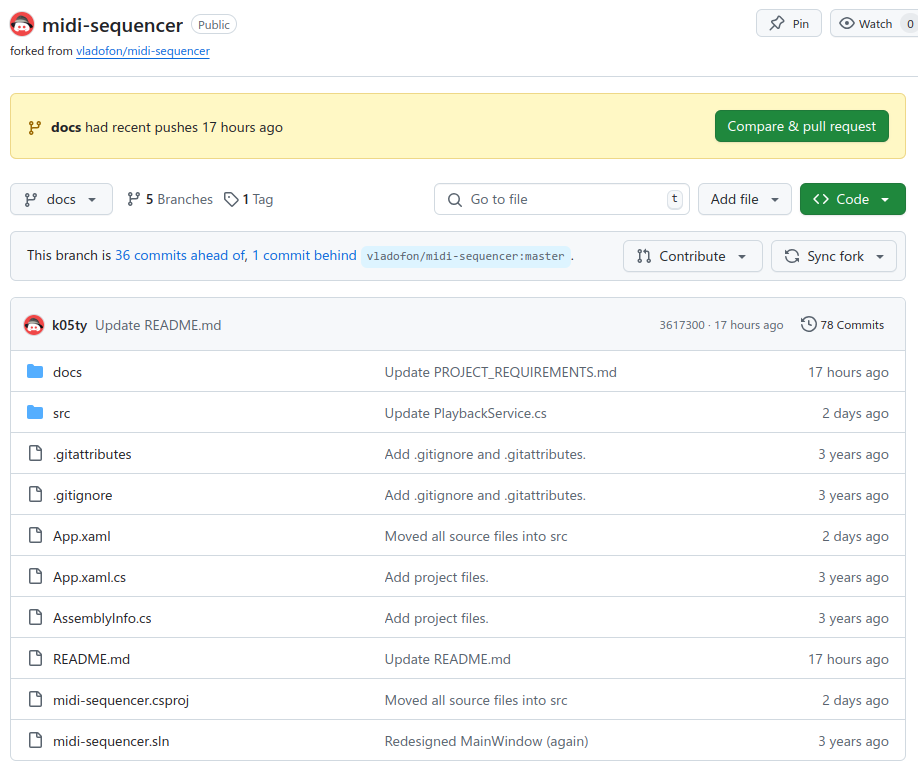 midi-sequencer Public Pin Watch 0
forked from vladofon/midi-sequencer
docs had recent pushes 17 hours ago Compare & pull request
docs 5 Branches 1 Tag Go to file t Add file Code
This branch is 36 commits ahead of, 1 commit behind vladofon/midi-sequencer:master . Contribute Sync fork
k05ty Update README.md 3617300 · 17 hours ago 78 Commits
docs Update PROJECT_REQUIREMENTS.md 17 hours ago
src Update PlaybackService.cs 2 days ago
.gitattributes Add .gitignore and .gitattributes. 3 years ago
.gitignore Add .gitignore and .gitattributes. 3 years ago
App.xaml Moved all source files into src 2 days ago
App.xaml.cs Add project files. 3 years ago
AssemblyInfo.cs Add project files. 3 years ago
README.md Update README.md 17 hours ago
midi-sequencer.csproj Moved all source files into src 2 days ago
midi-sequencer.sln Redesigned MainWindow (again) 3 years ago